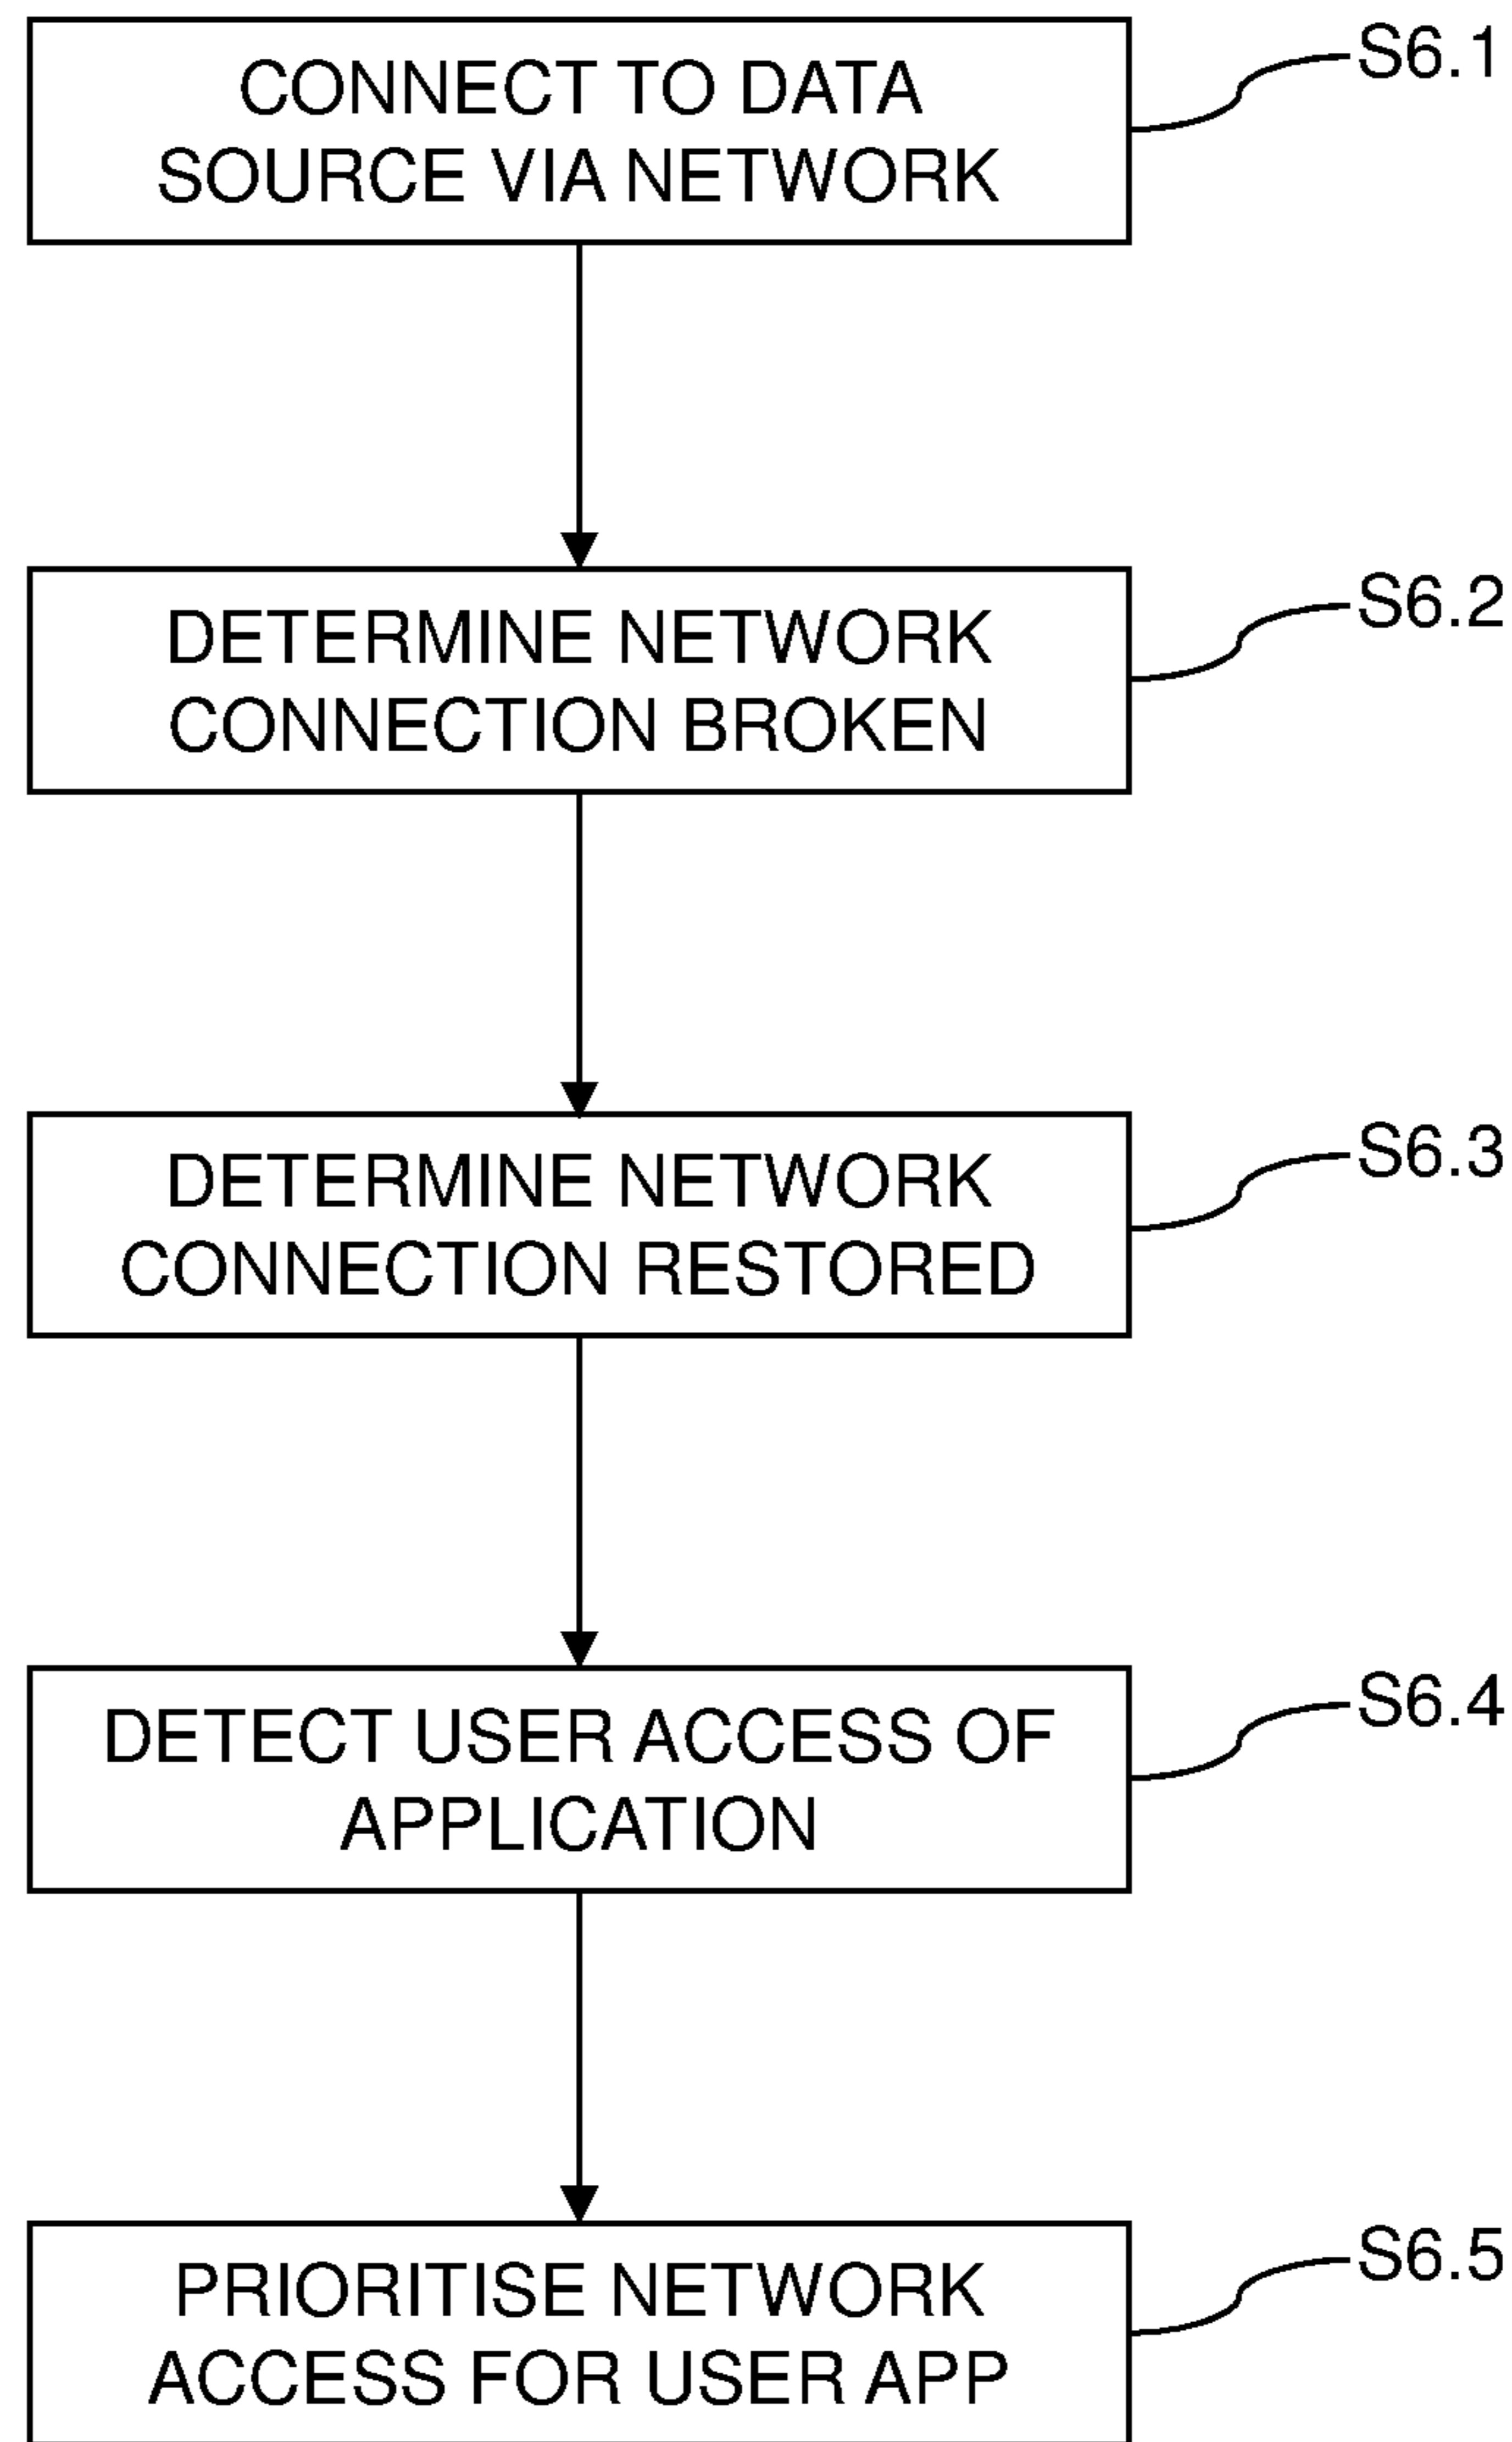 CONNECT TO DATA
SOURCE VIA NETWORK
S6.1
DETERMINE NETWORK
CONNECTION BROKEN
S6.2
DETERMINE NETWORK
CONNECTION RESTORED
S6.3
DETECT USER ACCESS OF
APPLICATION
S6.4
PRIORITISE NETWORK
ACCESS FOR USER APP
S6.5